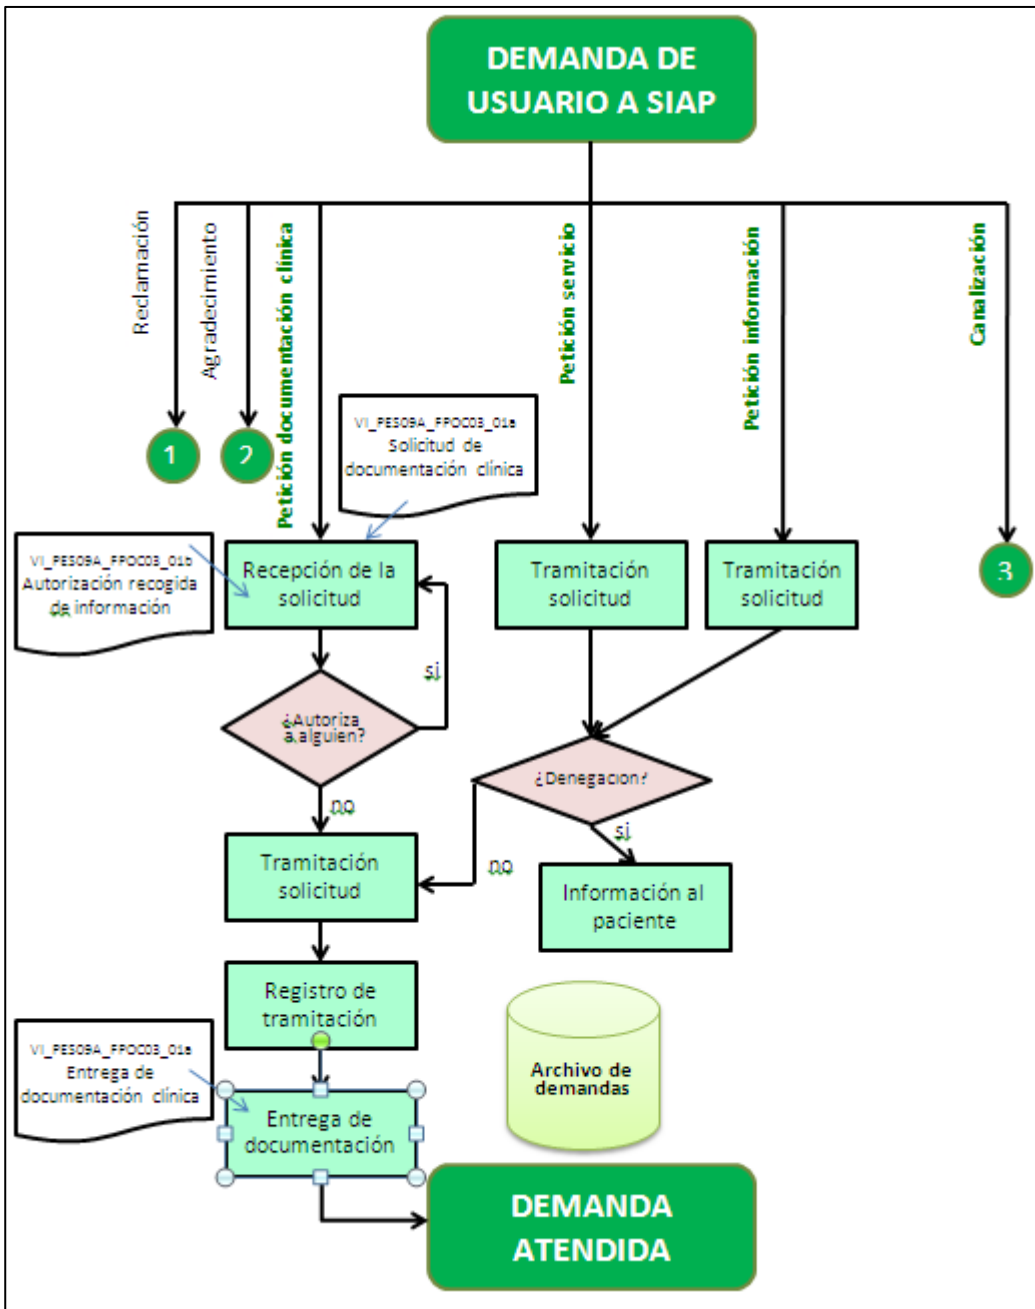 DEMANDA DE
USUARIO A SIAP
Reclamación
Agradecimiento
Petición documentación clínica
Petición servicio
Petición información
Canalización
1
2
VI_PES09A_FPOC03_01a
Solicitud de
documentación clínica
VI_PES09A_FPOC03_01b
Autorización recogida
de información
Recepción de la
solicitud
Tramitación
solicitud
Tramitación
solicitud
3
si
¿Autoriza
a alguien?
¿Denegacion?
no
si
no
Tramitación
solicitud
Información al
paciente
Registro de
tramitación
VI_PES09A_FPOC03_01a
Entrega de
documentación clínica
Archivo de
demandas
Entrega de
documentación
DEMANDA
ATENDIDA